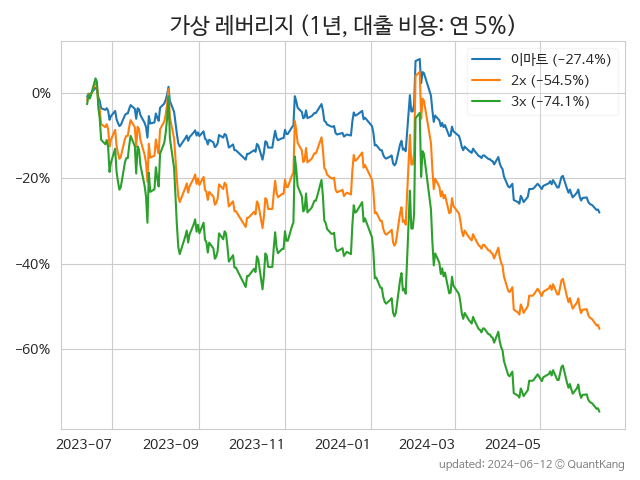 가상 레버리지 (1년, 대출 비용: 연 5%)
이마트 (−27.4%)
2x (−54.5%)
3x (−74.1%)
0%
−20%
−40%
−60%
2023-07 2023-09 2023-11 2024-01 2024-03 2024-05
updated: 2024-06-12 © QuantKang